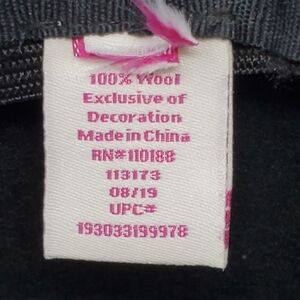 100% Wool
Exclusive of
Decoration
Made in China
RN#110188
113173
08/19
UPC#
193033199978